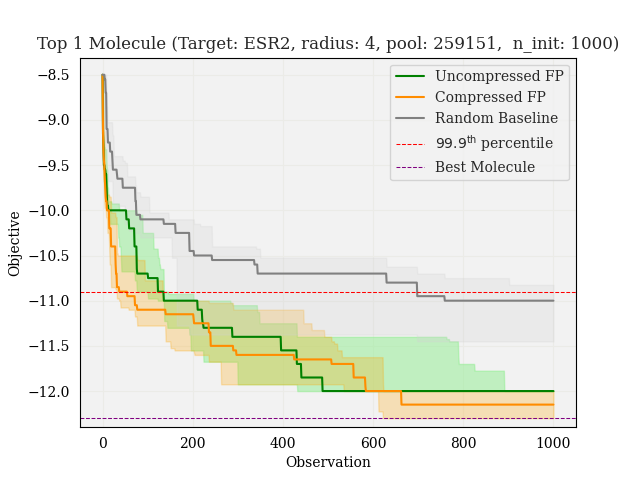 Top 1 Molecule (Target: ESR2, radius: 4, pool: 259151,  n_init: 1000)
Objective
−8.5
−9.0
−9.5
−10.0
−10.5
−11.0
−11.5
−12.0
Uncompressed FP
Compressed FP
Random Baseline
99.9th percentile
Best Molecule
0
200
400
600
800
1000
Observation